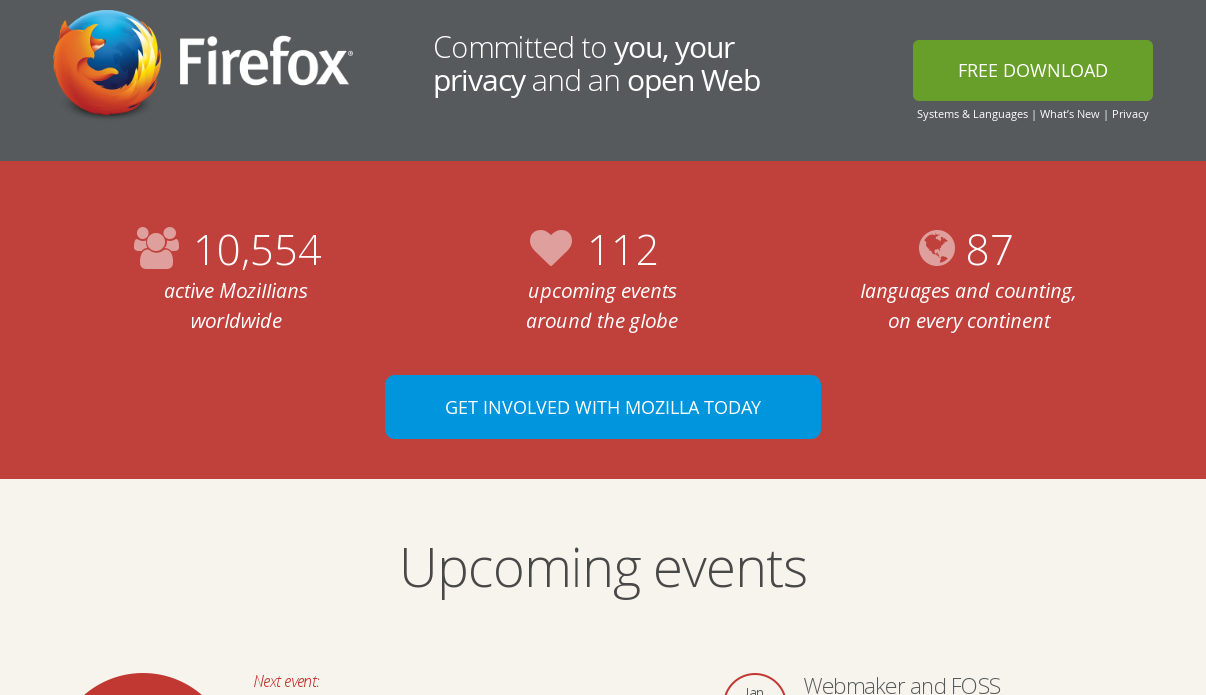 Firefox®
Committed to you, your
privacy and an open Web
FREE DOWNLOAD
Systems & Languages | What’s New | Privacy
10,554
active Mozillians
worldwide
112
upcoming events
around the globe
87
languages and counting,
on every continent
GET INVOLVED WITH MOZILLA TODAY
Upcoming events
Next event:
Jan
Webmaker and FOSS